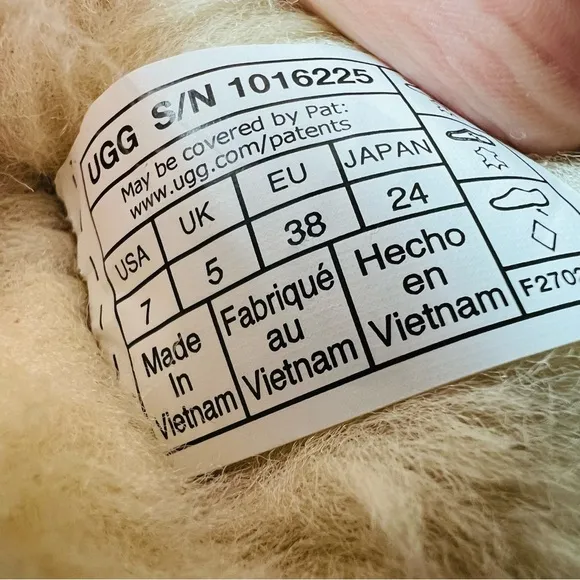 UGG S/N 1016225
May be covered by Pat:
www.ugg.com/patents
USA UK EU JAPAN
7 5 38 24
Made In Vietnam
Fabriqué au Vietnam
Hecho en Vietnam